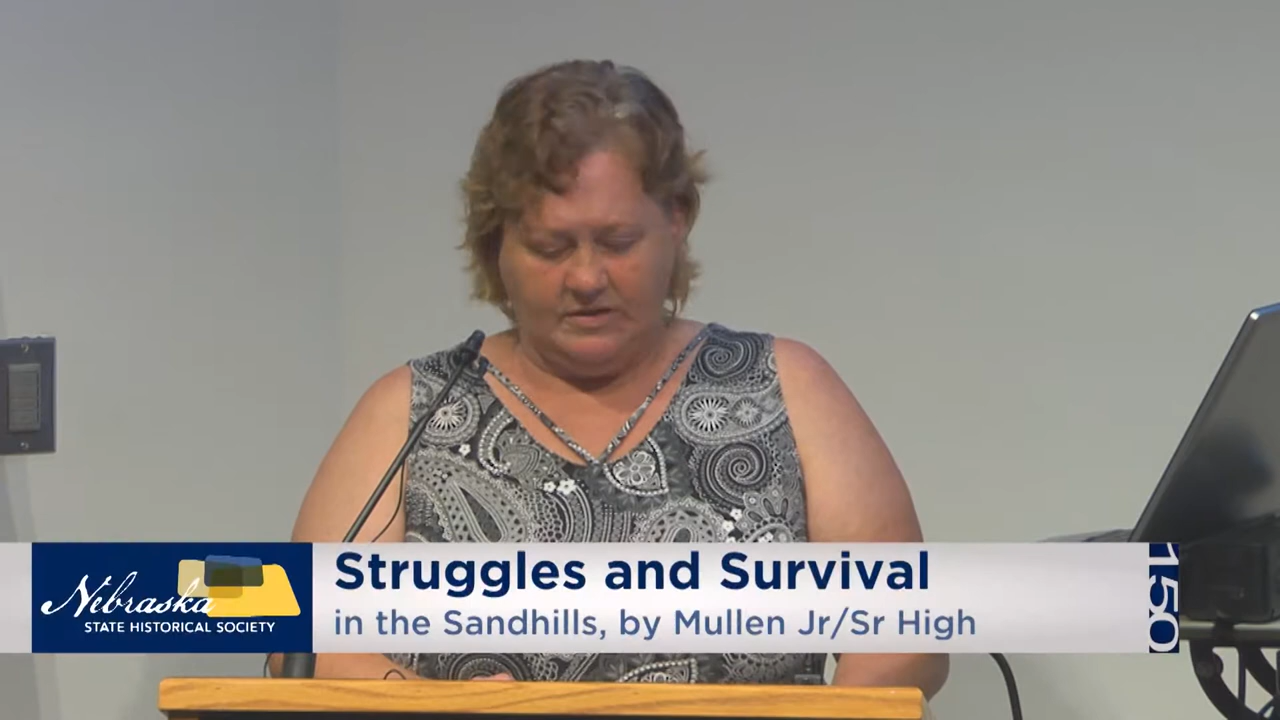 Nebraska
STATE HISTORICAL SOCIETY
Struggles and Survival
in the Sandhills, by Mullen Jr/Sr High
150